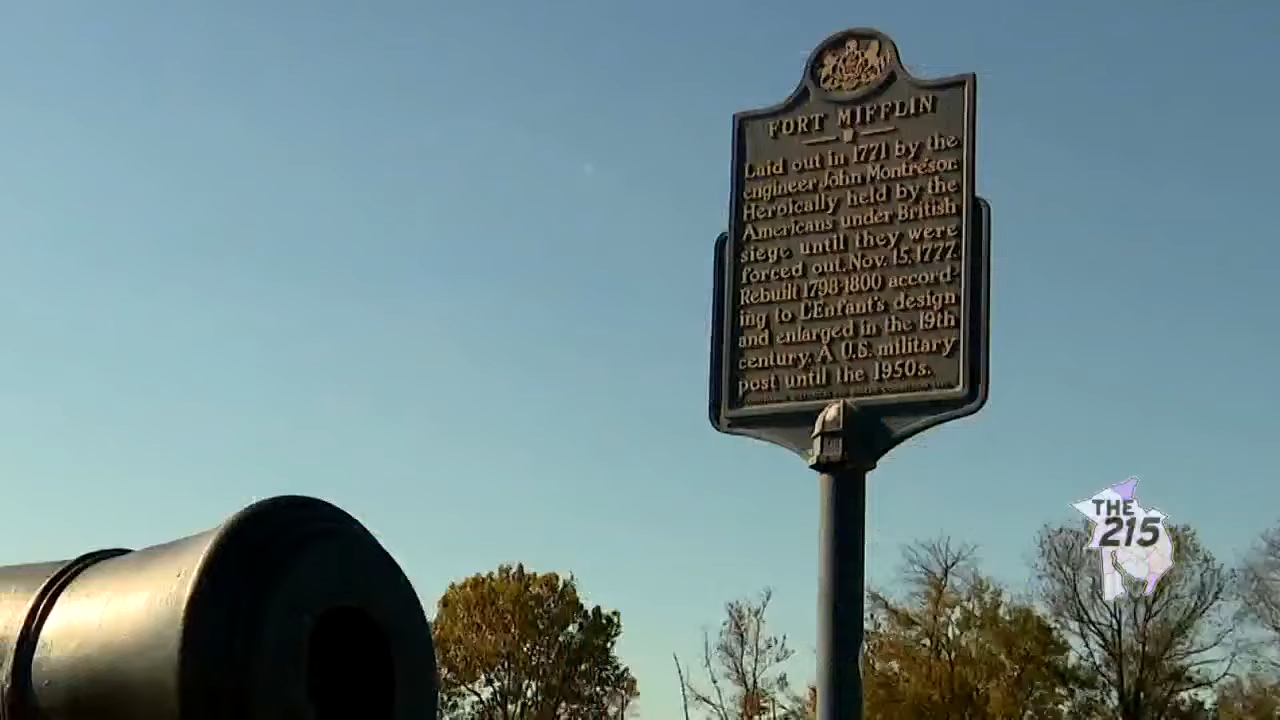 FORT MIFFLIN
Laid out in 1771 by the
engineer John Montrésor.
Heroically held by the
Americans under British
siege until they were
forced out, Nov. 15, 1777.
Rebuilt 1798-1800 accord-
ing to L'Enfant's design
and enlarged in the 19th
century. A U.S. military
post until the 1950s.
THE
215